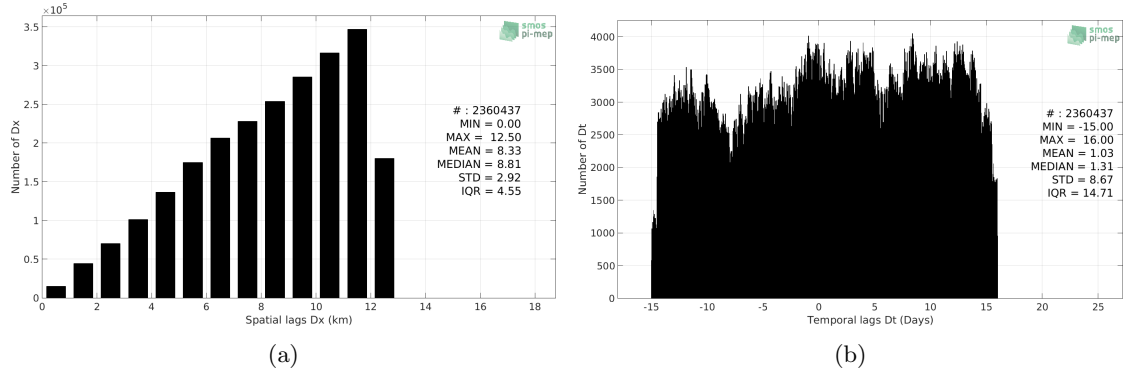 ×10^5
3.5
3
2.5
2
1.5
1
0.5
0
0 2 4 6 8 10 12 14 16 18
Number of Dx
Spatial lags Dx (km)
smos
pi-mep
# : 2360437
MIN = 0.00
MAX = 12.50
MEAN = 8.33
MEDIAN = 8.81
STD = 2.92
IQR = 4.55
(a)
4000
3500
3000
2500
2000
1500
1000
500
0
-15 -10 -5 0 5 10 15 20 25
Number of Dt
Temporal lags Dt (Days)
smos
pi-mep
# : 2360437
MIN = -15.00
MAX = 16.00
MEAN = 1.03
MEDIAN = 1.31
STD = 8.67
IQR = 14.71
(b)